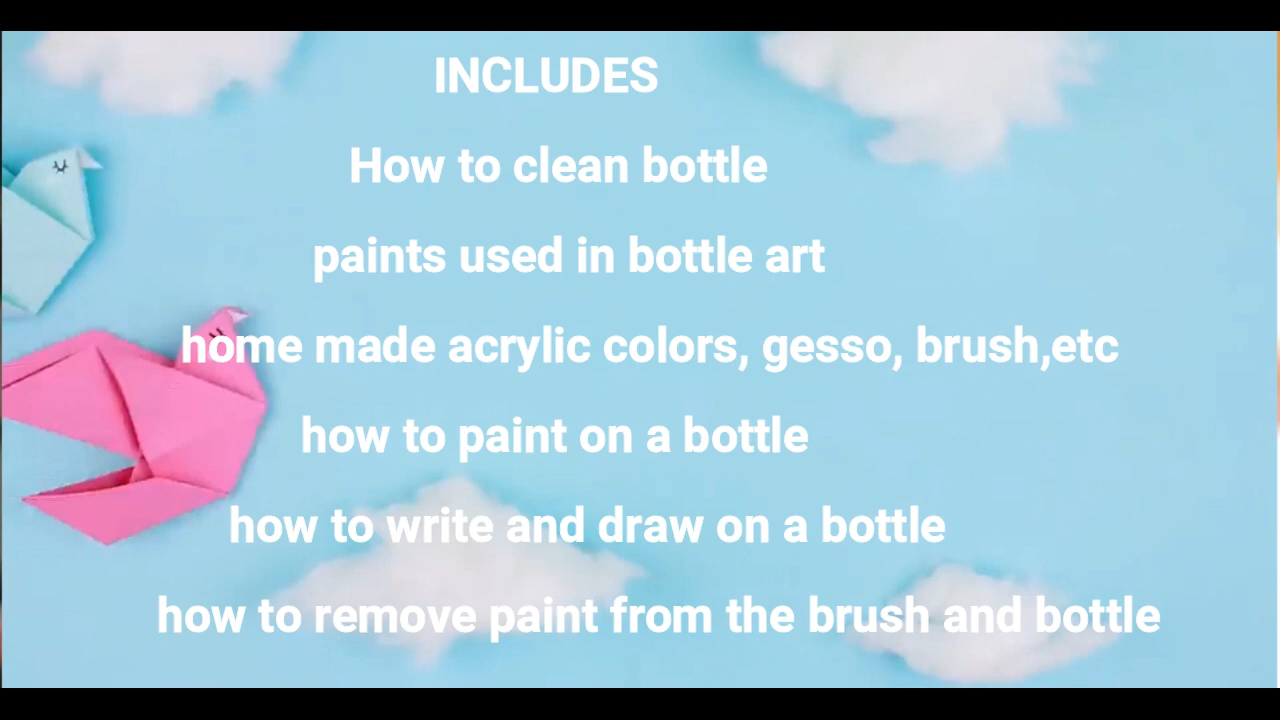 INCLUDES
How to clean bottle
paints used in bottle art
home made acrylic colors, gesso, brush,etc
how to paint on a bottle
how to write and draw on a bottle
how to remove paint from the brush and bottle